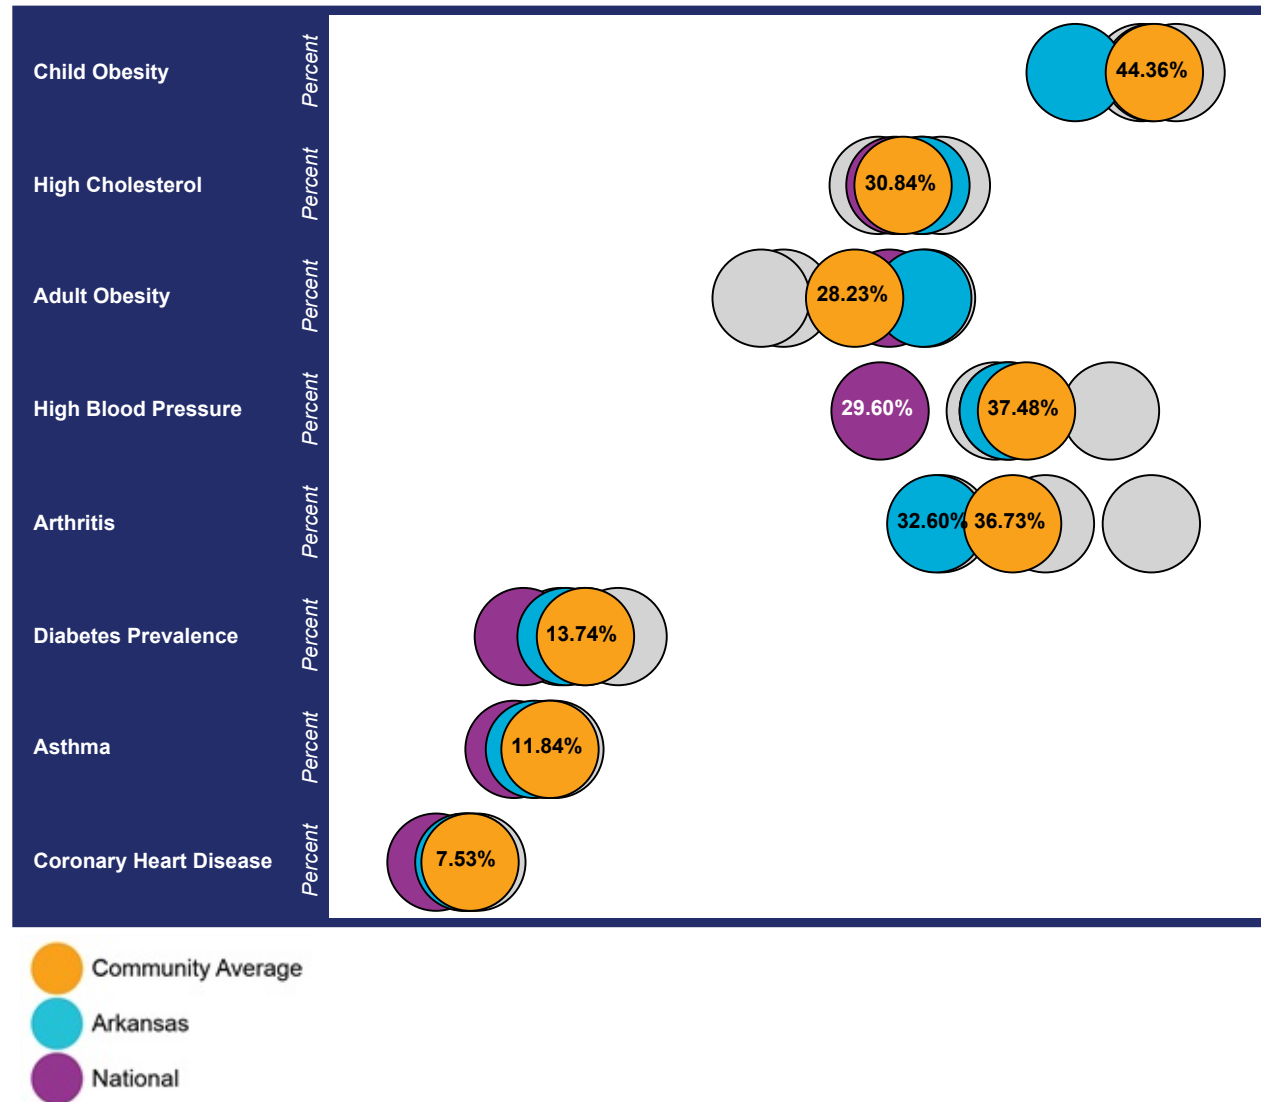 Child Obesity Percent 44.36%
High Cholesterol Percent 30.84%
Adult Obesity Percent 28.23%
High Blood Pressure Percent 29.60% 37.48%
Arthritis Percent 32.60% 36.73%
Diabetes Prevalence Percent 13.74%
Asthma Percent 11.84%
Coronary Heart Disease Percent 7.53%
Community Average
Arkansas
National